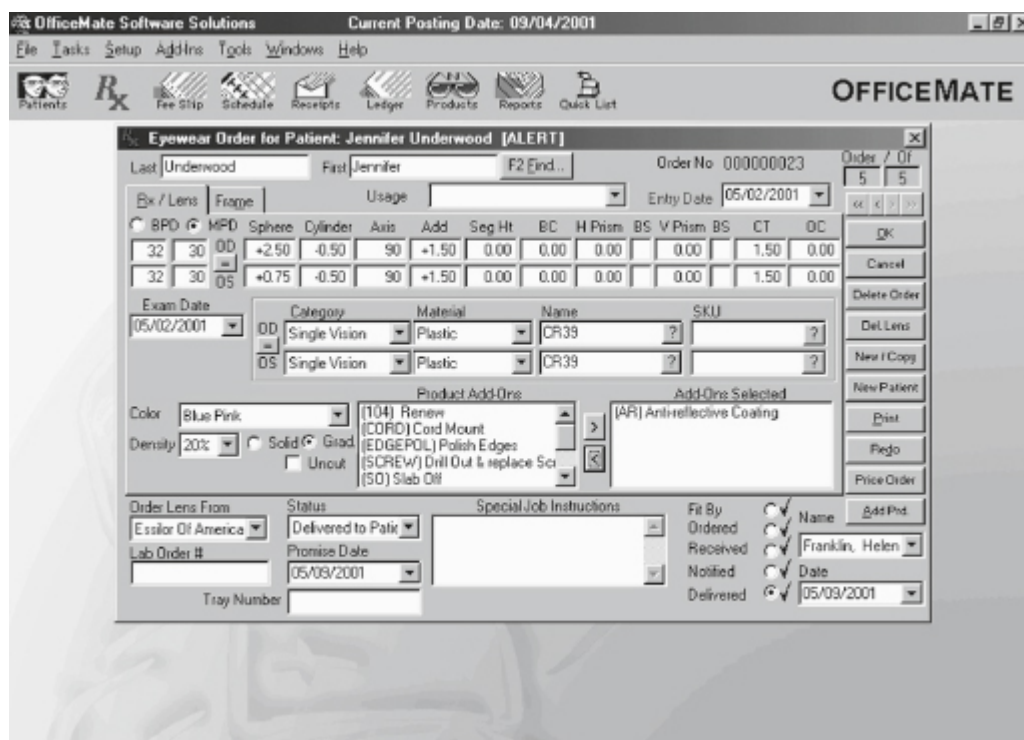 OfficeMate Software Solutions Current Posting Date: 09/04/2001
File Tasks Setup Add-Ins Tools Windows Help
Patients Rx Fee Slip Schedule Receipts Ledger Products Reports Quick List OFFICEMATE
Eyewear Order for Patient: Jennifer Underwood [ALERT]
Last Underwood First Jennifer F2 Find... Order No 000000023 Order / Of
5 5
Rx / Lens Frame Usage Entry Date 05/02/2001
BPD MPD Sphere Cylinder Axis Add Seg Ht BC H Prism BS V Prism BS CT OC
32 30 OD +2.50 -0.50 90 +1.50 0.00 0.00 0.00 0.00 1.50 0.00
=
32 30 OS +0.75 -0.50 90 +1.50 0.00 0.00 0.00 0.00 1.50 0.00
OK
Cancel
Delete Order
Del. Lens
New / Copy
New Patient
Print
Redo
Price Order
Add Prd.
Exam Date
05/02/2001
Category Material Name SKU
OD Single Vision Plastic CR39 ? ?
=
OS Single Vision Plastic CR39 ? ?
Product Add-Ons Add-Ons Selected
Color Blue Pink
Density 20% Solid Grad
Uncut
(104) Renew
(CORD) Cord Mount
(EDGEPOL) Polish Edges
(SCREW) Drill Out & replace Scr
(SO) Slab Off
>
<
(AR) Anti-reflective Coating
Order Lens From Status Special Job Instructions
Essilor Of America Delivered to Patie
Lab Order # Promise Date
05/09/2001
Tray Number
Fit By
Ordered
Received
Notified
Delivered
Name
Franklin, Helen
Date
05/09/2001